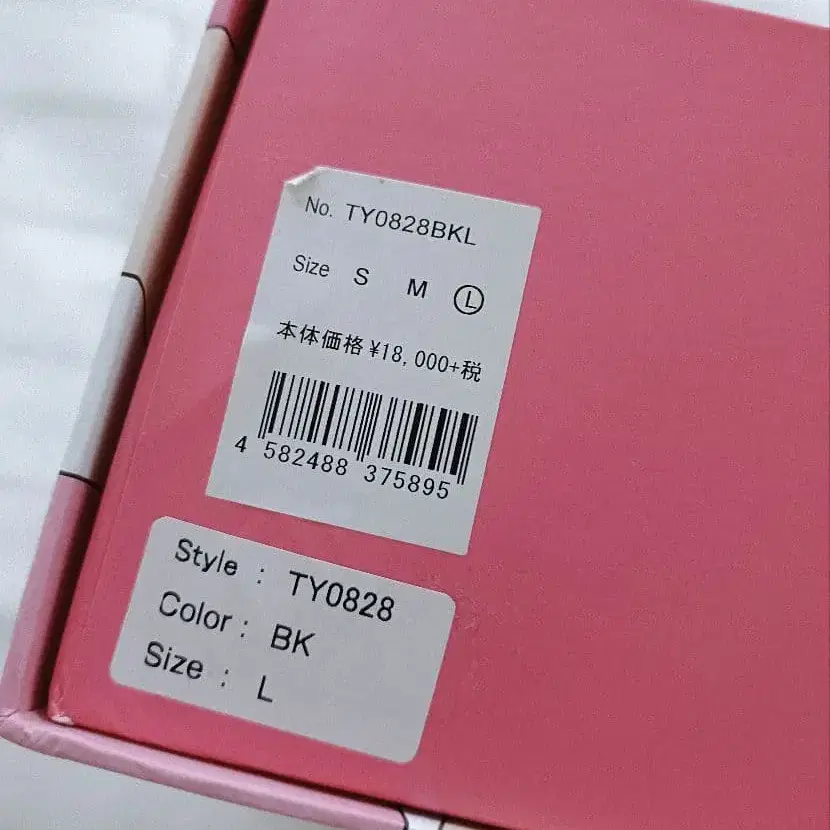 No. TY0828BKL
Size S M L
本体価格 ¥18,000+税
4 582488 375895
Style : TY0828
Color : BK
Size : L